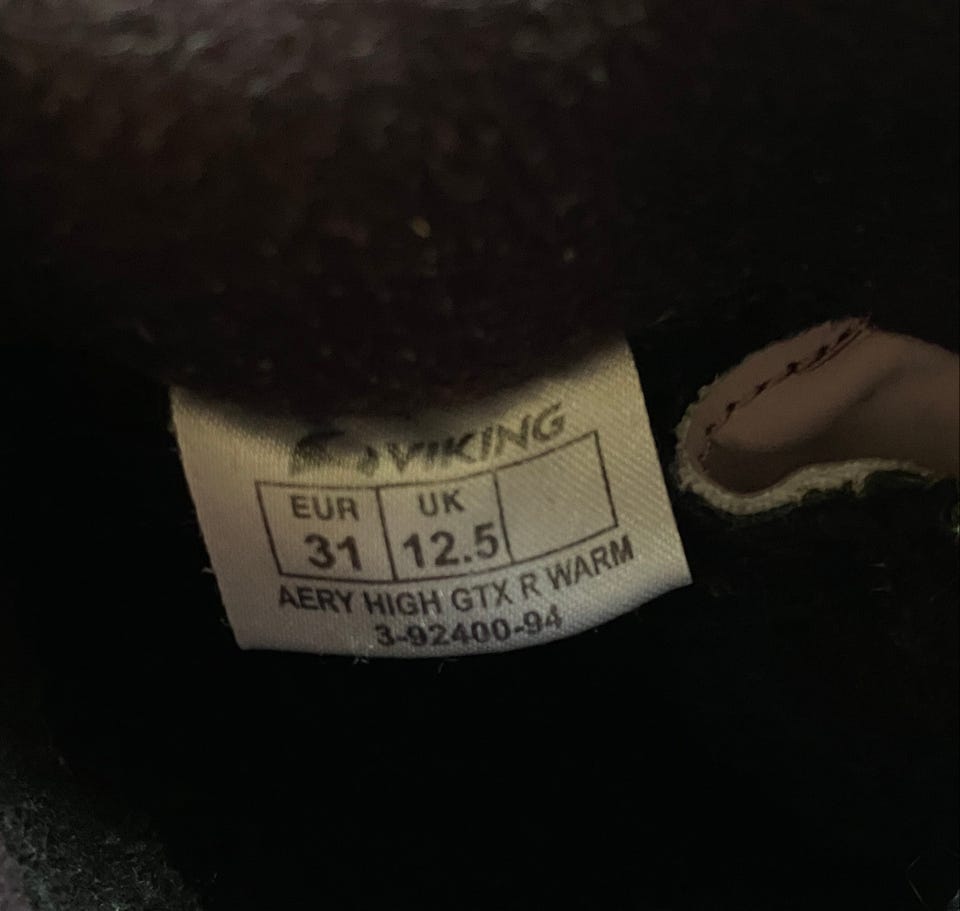 VIKING
EUR UK
31 12.5
AERY HIGH GTX R WARM
3-92400-94